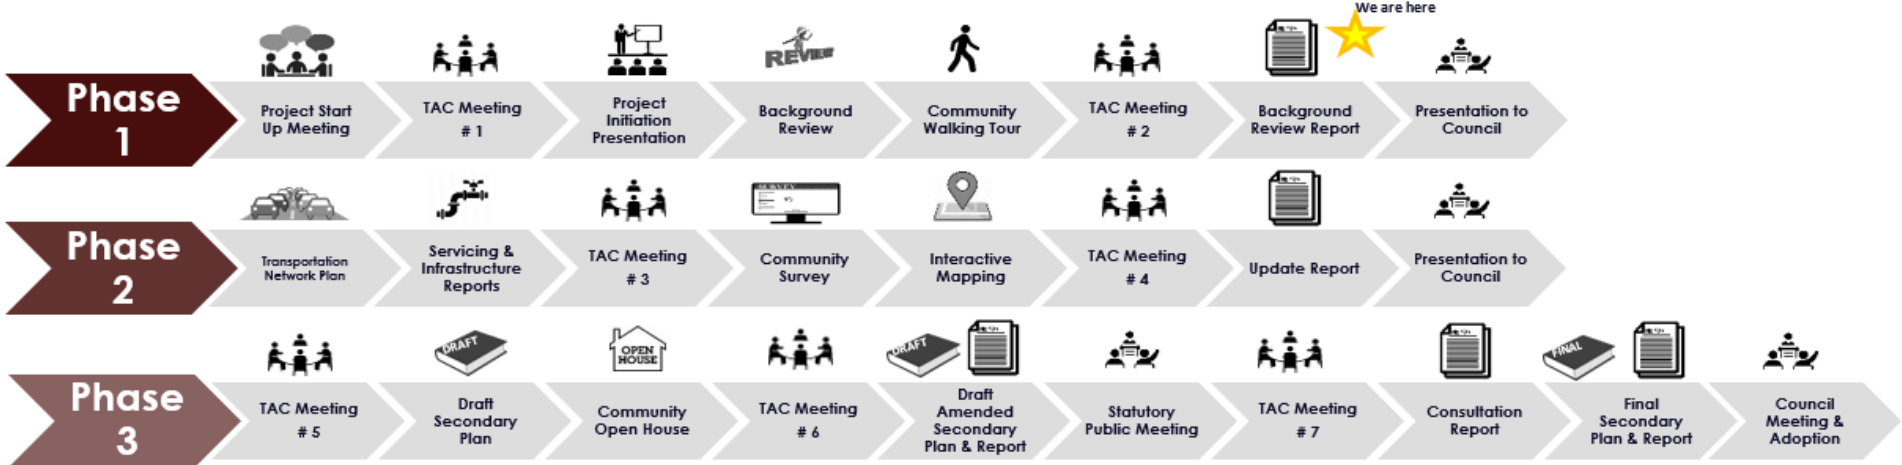 We are here
REVIEW
Phase
1
Project Start
Up Meeting
TAC Meeting
# 1
Project
Initiation
Presentation
Background
Review
Community
Walking Tour
TAC Meeting
# 2
Background
Review Report
Presentation to
Council
SURVEY
Phase
2
Transportation
Network Plan
Servicing &
Infrastructure
Reports
TAC Meeting
# 3
Community
Survey
Interactive
Mapping
TAC Meeting
# 4
Update Report
Presentation to
Council
DRAFT
OPEN
HOUSE
DRAFT
FINAL
Phase
3
TAC Meeting
# 5
Draft
Secondary
Plan
Community
Open House
TAC Meeting
# 6
Draft
Amended
Secondary
Plan & Report
Statutory
Public Meeting
TAC Meeting
# 7
Consultation
Report
Final
Secondary
Plan & Report
Council
Meeting &
Adoption